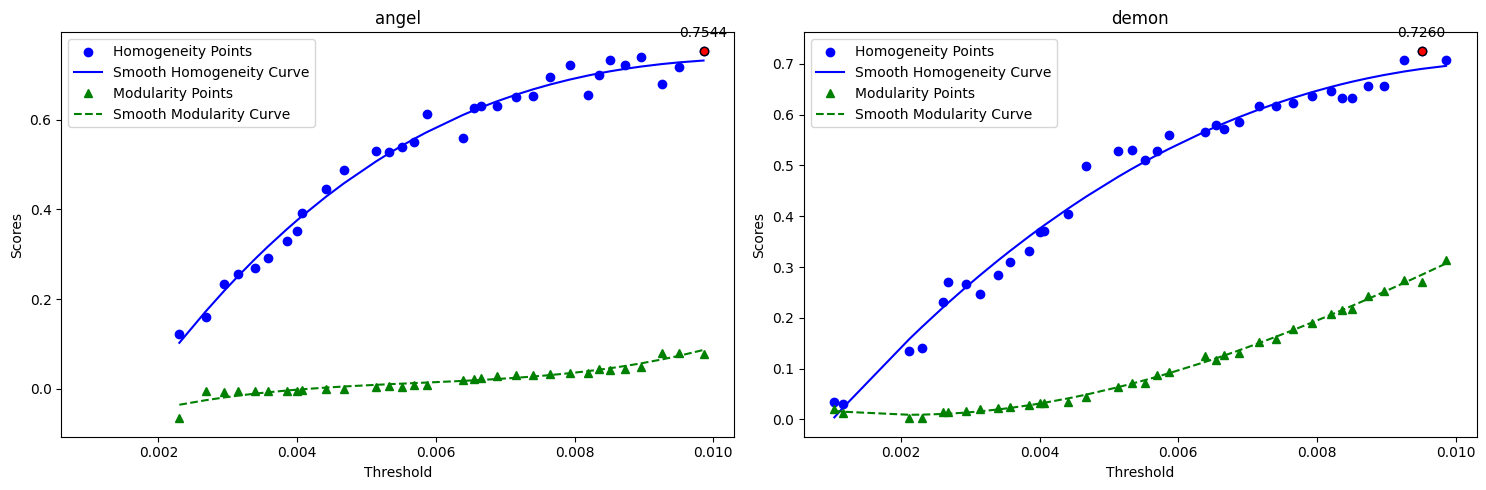 angel
0.7544
Homogeneity Points
Smooth Homogeneity Curve
Modularity Points
Smooth Modularity Curve
Scores
0.6
0.4
0.2
0.0
0.002 0.004 0.006 0.008 0.010
Threshold
demon
0.7260
Homogeneity Points
Smooth Homogeneity Curve
Modularity Points
Smooth Modularity Curve
Scores
0.7
0.6
0.5
0.4
0.3
0.2
0.1
0.0
0.002 0.004 0.006 0.008 0.010
Threshold